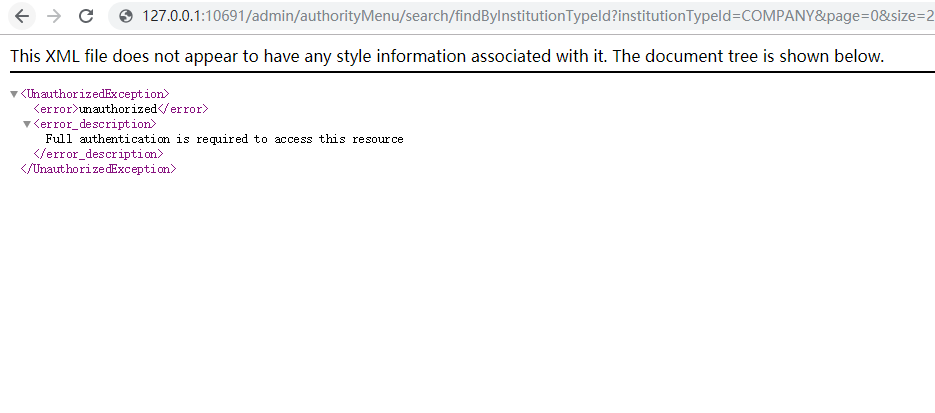 127.0.0.1:10691/admin/authorityMenu/search/findByInstitutionTypeId?institutionTypeId=COMPANY&page=0&size=2
This XML file does not appear to have any style information associated with it. The document tree is shown below.
<UnauthorizedException>
<error>unauthorized</error>
<error_description>
Full authentication is required to access this resource
</error_description>
</UnauthorizedException>